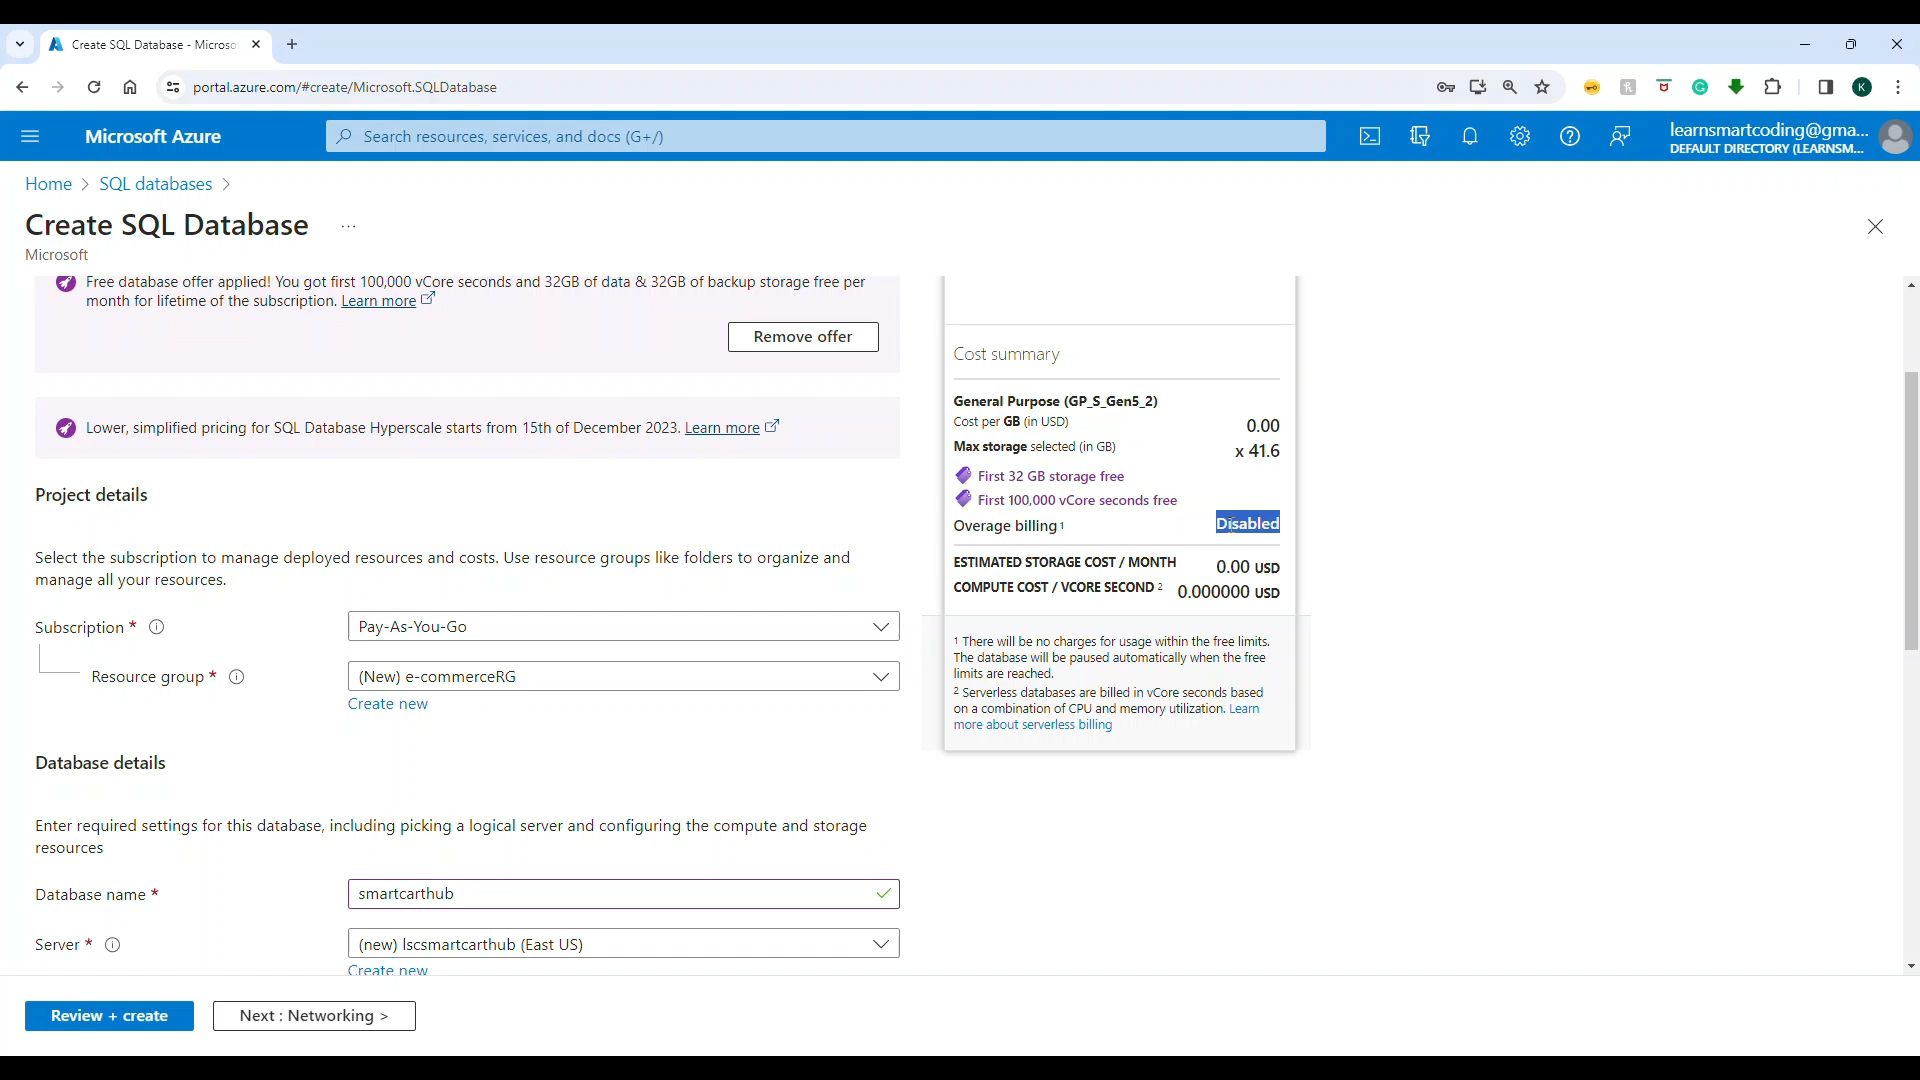 Create SQL Database - Microso
portal.azure.com/#create/Microsoft.SQLDatabase
K
Microsoft Azure
Search resources, services, and docs (G+/)
learnsmartcoding@gma...
DEFAULT DIRECTORY (LEARNSM...
Home > SQL databases >
Create SQL Database ...
Microsoft
Free database offer applied! You got first 100,000 vCore seconds and 32GB of data & 32GB of backup storage free per
month for lifetime of the subscription. Learn more
Remove offer
Lower, simplified pricing for SQL Database Hyperscale starts from 15th of December 2023. Learn more
Project details
Select the subscription to manage deployed resources and costs. Use resource groups like folders to organize and
manage all your resources.
Subscription *
Pay-As-You-Go
Resource group *
(New) e-commerceRG
Create new
Database details
Enter required settings for this database, including picking a logical server and configuring the compute and storage
resources
Database name *
smartcarthub
Server *
(new) lscsmartcarthub (East US)
Create new
Cost summary
General Purpose (GP_S_Gen5_2)
Cost per GB (in USD) 0.00
Max storage selected (in GB) x 41.6
First 32 GB storage free
First 100,000 vCore seconds free
Overage billing 1 Disabled
ESTIMATED STORAGE COST / MONTH 0.00 USD
COMPUTE COST / VCORE SECOND 2 0.000000 USD
1 There will be no charges for usage within the free limits.
The database will be paused automatically when the free
limits are reached.
2 Serverless databases are billed in vCore seconds based
on a combination of CPU and memory utilization. Learn
more about serverless billing
Review + create
Next : Networking >